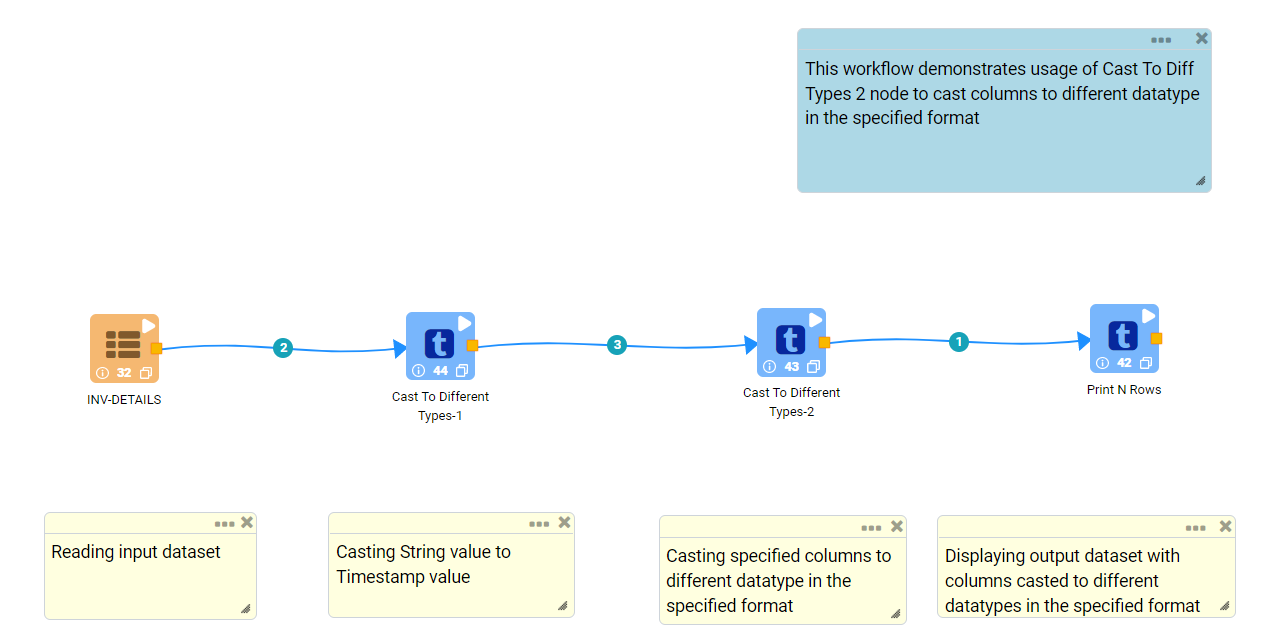 This workflow demonstrates usage of Cast To Diff
Types 2 node to cast columns to different datatype
in the specified format
2
3
1
t
t
t
32
44
43
42
INV-DETAILS
Cast To Different
Types-1
Cast To Different
Types-2
Print N Rows
Reading input dataset
Casting String value to
Timestamp value
Casting specified columns to
different datatype in the
specified format
Displaying output dataset with
columns casted to different
datatypes in the specified format